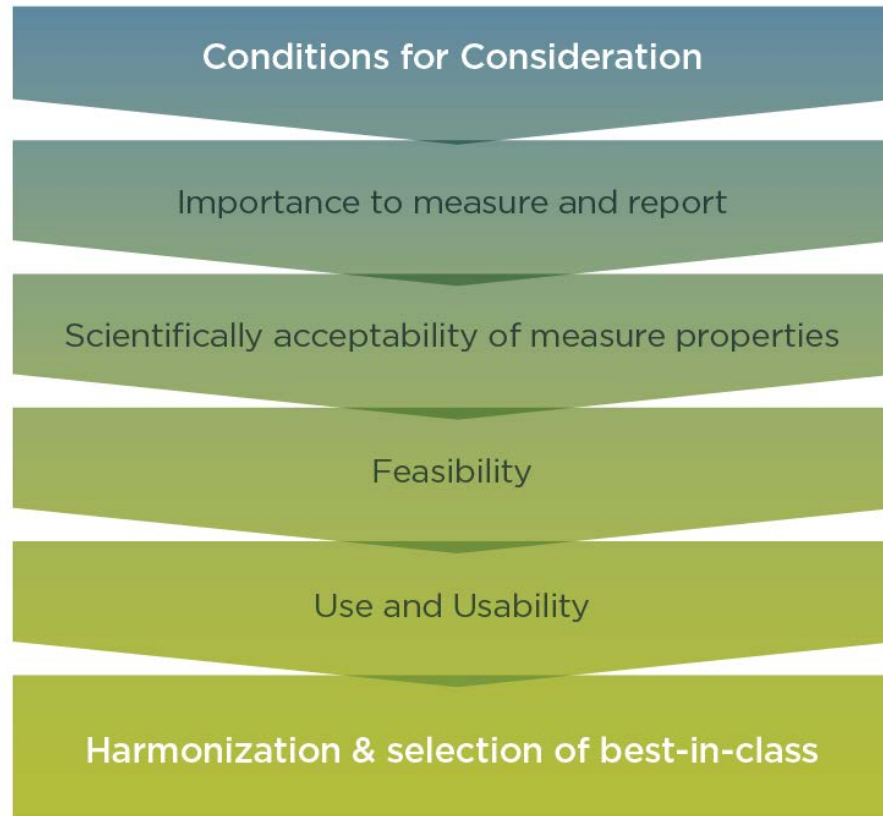 Conditions for Consideration
Importance to measure and report
Scientifically acceptability of measure properties
Feasibility
Use and Usability
Harmonization & selection of best-in-class